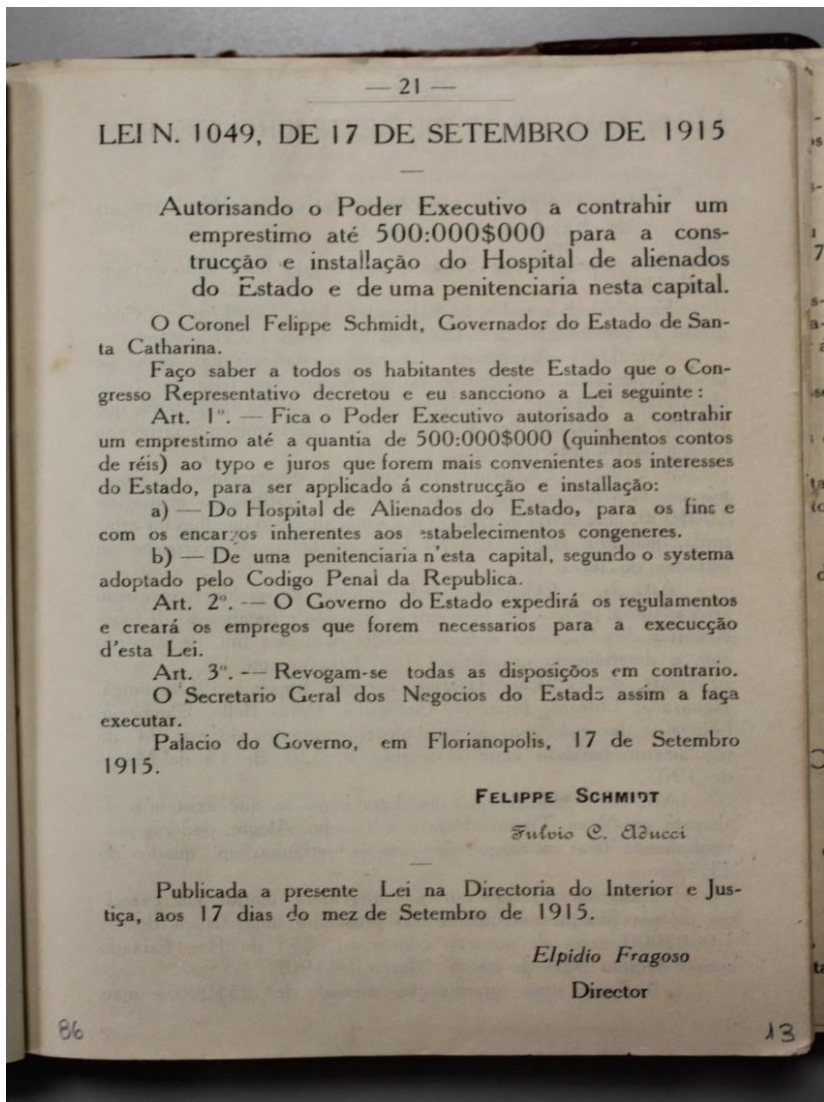 — 21 —
LEI N. 1049, DE 17 DE SETEMBRO DE 1915
Autorisando o Poder Executivo a contrahir um
emprestimo até 500:000$000 para a cons-
trucção e installação do Hospital de alienados
do Estado e de uma penitenciaria nesta capital.
O Coronel Felippe Schmidt, Governador do Estado de San-
ta Catharina.
Faço saber a todos os habitantes deste Estado que o Con-
gresso Representativo decretou e eu sancciono a Lei seguinte :
Art. 1º. — Fica o Poder Executivo autorisado a contrahir
um emprestimo até a quantia de 500:000$000 (quinhentos contos
de réis) ao typo e juros que forem mais convenientes aos interesses
do Estado, para ser applicado á construcção e installação:
a) — Do Hospital de Alienados do Estado, para os fins e
com os encargos inherentes aos estabelecimentos congeneres.
b) — De uma penitenciaria n'esta capital, segundo o systema
adoptado pelo Codigo Penal da Republica.
Art. 2º. — O Governo do Estado expedirá os regulamentos
e creará os empregos que forem necessarios para a execucção
d'esta Lei.
Art. 3º. — Revogam-se todas as disposições em contrario.
O Secretario Geral dos Negocios do Estado assim a faça
executar.
Palacio do Governo, em Florianopolis, 17 de Setembro
1915.
FELIPPE SCHMIDT
Fulvio C. Aducci
Publicada a presente Lei na Directoria do Interior e Jus-
tiça, aos 17 dias do mez de Setembro de 1915.
Elpidio Fragoso
Director
86
13